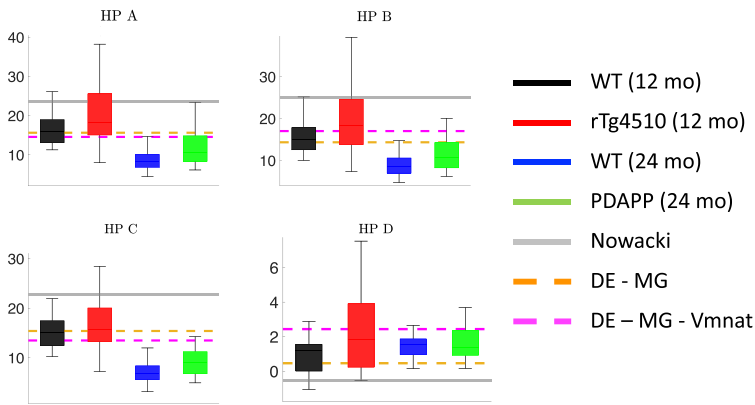 HP A
40
30
20
10
HP B
30
20
10
HP C
30
20
10
HP D
6
4
2
0
WT (12 mo)
rTg4510 (12 mo)
WT (24 mo)
PDAPP (24 mo)
Nowacki
DE - MG
DE – MG - Vmnat